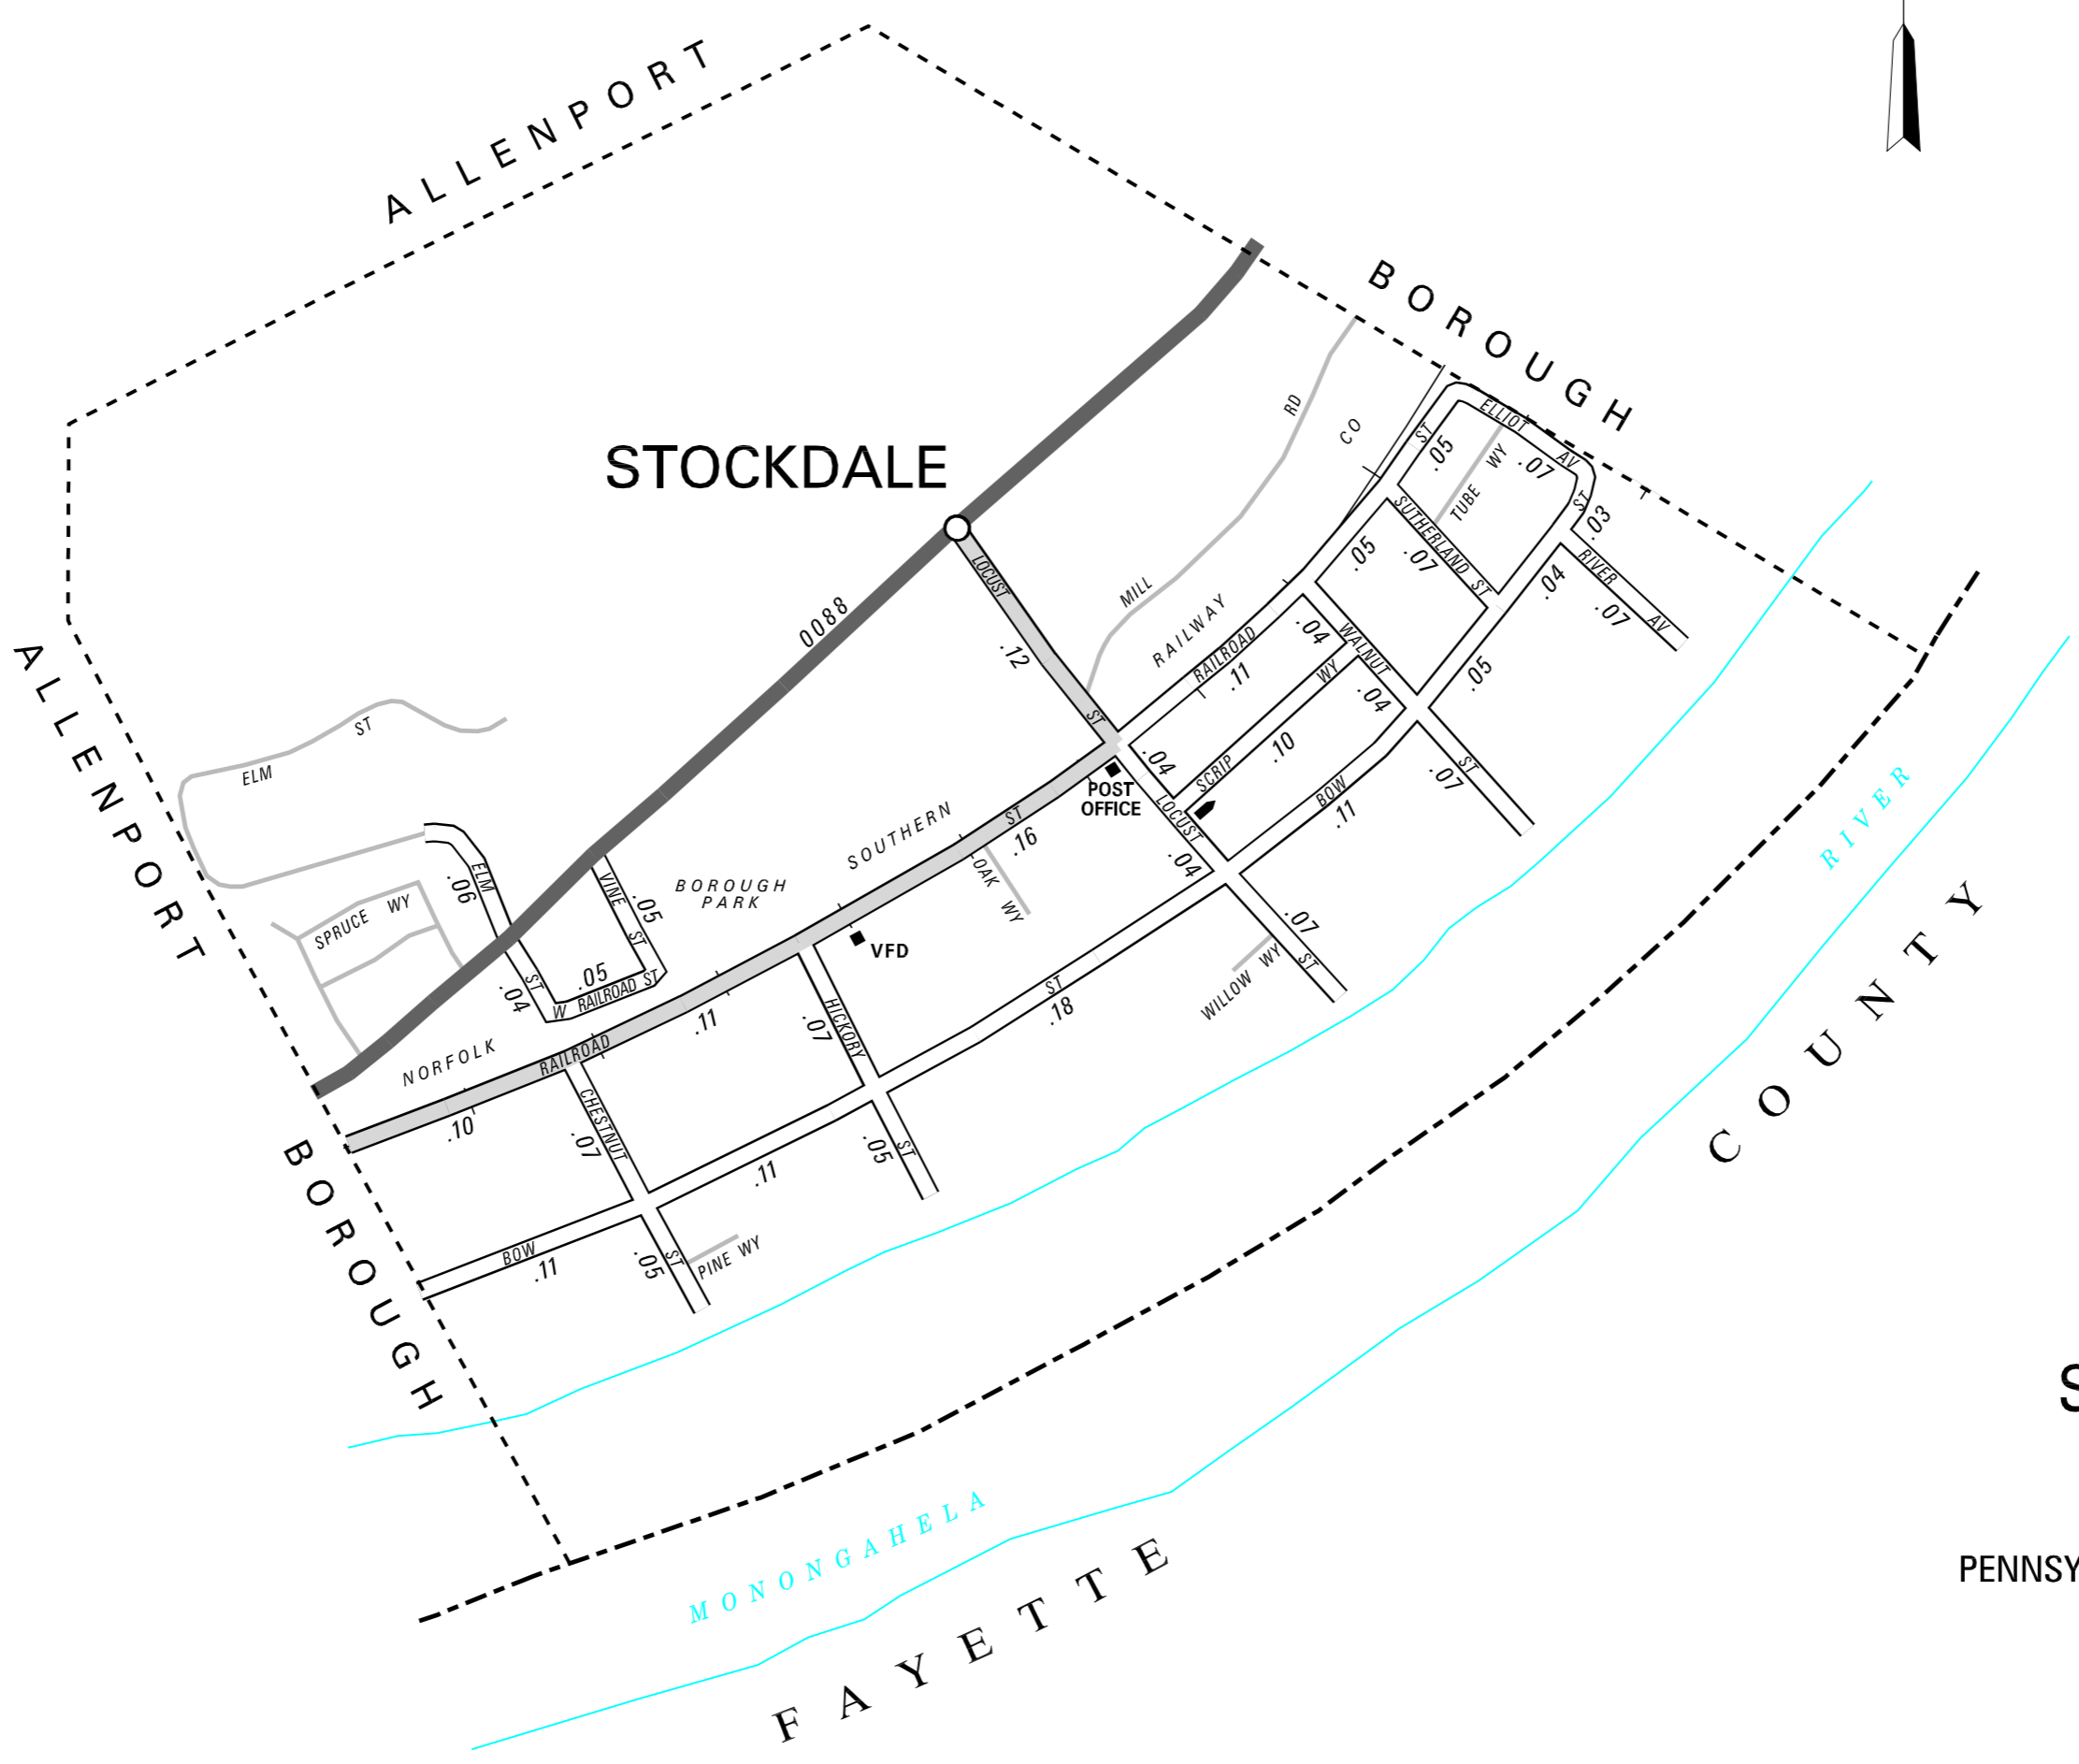 ALLENPORT
BOROUGH
STOCKDALE
RD
CO
ST
.05
ELLIOT
AV
WY
.07
TUBE
ST
.03
LOCUST
SUTHERLAND ST
.05
.07
RIVER
AV
.04
.07
MILL
0088
RAILWAY
.12
ST
RAILROAD
.11
.04
WALNUT
WY
.04
.05
ALLENPORT
ST
ELM
.04
SCRIP
.10
POST
OFFICE
LOCUST
BOW
.11
ST
.07
RIVER
SOUTHERN
ST
.16
.04
ELM
.06
VINE
.05
ST
BOROUGH
PARK
OAK
WY
SPRUCE WY
VFD
.07
ST
WILLOW WY
COUNTY
.05
ST
.04
W RAILROAD ST
ST
.18
.11
HICKORY
.07
NORFOLK
RAILROAD
.10
CHESTNUT
.07
.05
ST
.11
BOROUGH
BOW
.11
.05
ST
PINE WY
S
MONONGAHELA
FAYETTE
PENNSY